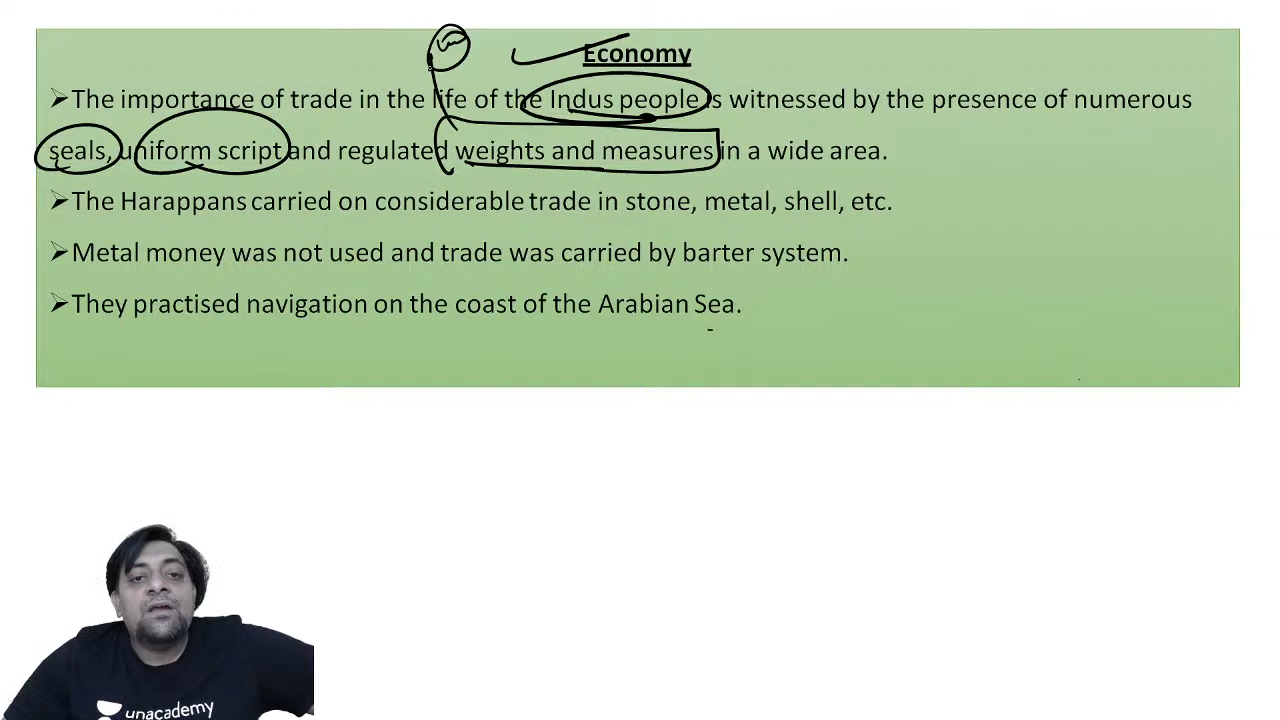 Economy
➢The importance of trade in the life of the Indus people is witnessed by the presence of numerous
seals, uniform script and regulated weights and measures in a wide area.
➢The Harappans carried on considerable trade in stone, metal, shell, etc.
➢Metal money was not used and trade was carried by barter system.
➢They practised navigation on the coast of the Arabian Sea.
unacademy